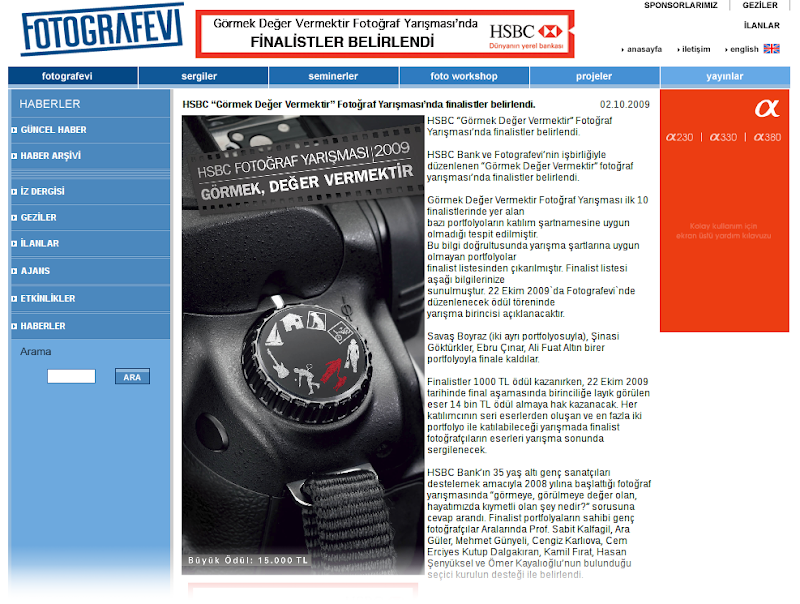 SPONSORLARIMIZ | GEZİLER
İLANLAR
anasayfa iletişim english
FOTOGRAFEVI
Görmek Değer Vermektir Fotoğraf Yarışması'nda
FİNALİSTLER BELİRLENDİ
HSBC
Dünyanın yerel bankası
fotografevi sergiler seminerler foto workshop projeler yayınlar
HABERLER
GÜNCEL HABER
HABER ARŞİVİ
İZ DERGİSİ
GEZİLER
İLANLAR
AJANS
ETKİNLİKLER
HABERLER
Arama
ARA
HSBC “Görmek Değer Vermektir” Fotoğraf Yarışması'nda finalistler belirlendi. 02.10.2009
HSBC FOTOĞRAF YARIŞMASI | 2009
GÖRMEK, DEĞER VERMEKTİR
Büyük Ödül: 15.000 TL
HSBC “Görmek Değer Vermektir” Fotoğraf
Yarışması'nda finalistler belirlendi.
HSBC Bank ve Fotografevi'nin işbirliğiyle
düzenlenen “Görmek Değer Vermektir” fotoğraf
yarışması'nda finalistler belirlendi.
Görmek Değer Vermektir Fotoğraf Yarışması ilk 10
finalistlerinde yer alan
bazı portfolyoların katılım şartnamesine uygun
olmadığı tespit edilmiştir.
Bu bilgi doğrultusunda yarışma şartlarına uygun
olmayan portfolyolar
finalist listesinden çıkarılmıştır. Finalist listesi
aşağı bilgilerinize
sunulmuştur. 22 Ekim 2009`da Fotografevi`nde
düzenlenecek ödül töreninde
yarışma birincisi açıklanacaktır.
Savaş Boyraz (iki ayrı portfolyosuyla), Şinasi
Göktürkler, Ebru Çınar, Ali Fuat Altın birer
portfolyoyla finale kaldılar.
Finalistler 1000 TL ödül kazanırken, 22 Ekim 2009
tarihinde final aşamasında birinciliğe layık görülen
eser 14 bin TL ödül almaya hak kazanacak. Her
katılımcının seri eserlerden oluşan ve en fazla iki
portfolyo ile katılabileceği yarışmada finalist
fotoğrafçıların eserleri yarışma sonunda
sergilenecek.
HSBC Bank'ın 35 yaş altı genç sanatçıları
destelemek amacıyla 2008 yılına başlattığı fotoğraf
yarışmasında “görmeye, görülmeye değer olan,
hayatımızda kıymetli olan şey nedir?” sorusuna
cevap arandı. Finalist portfolyaların sahibi genç
fotoğrafçılar Aralarında Prof. Sabit Kalfagil, Ara
Güler, Mehmet Günyeli, Cengiz Karlıova, Cem
Erciyes Kutup Dalgakıran, Kamil Fırat, Hasan
Şenyüksel ve Ömer Kayalıoğlu'nun bulunduğu
seçici kurulun desteği ile belirlendi.
α
α230 | α330 | α380
Kolay kullanım için
ekran üstü yardım kılavuzu